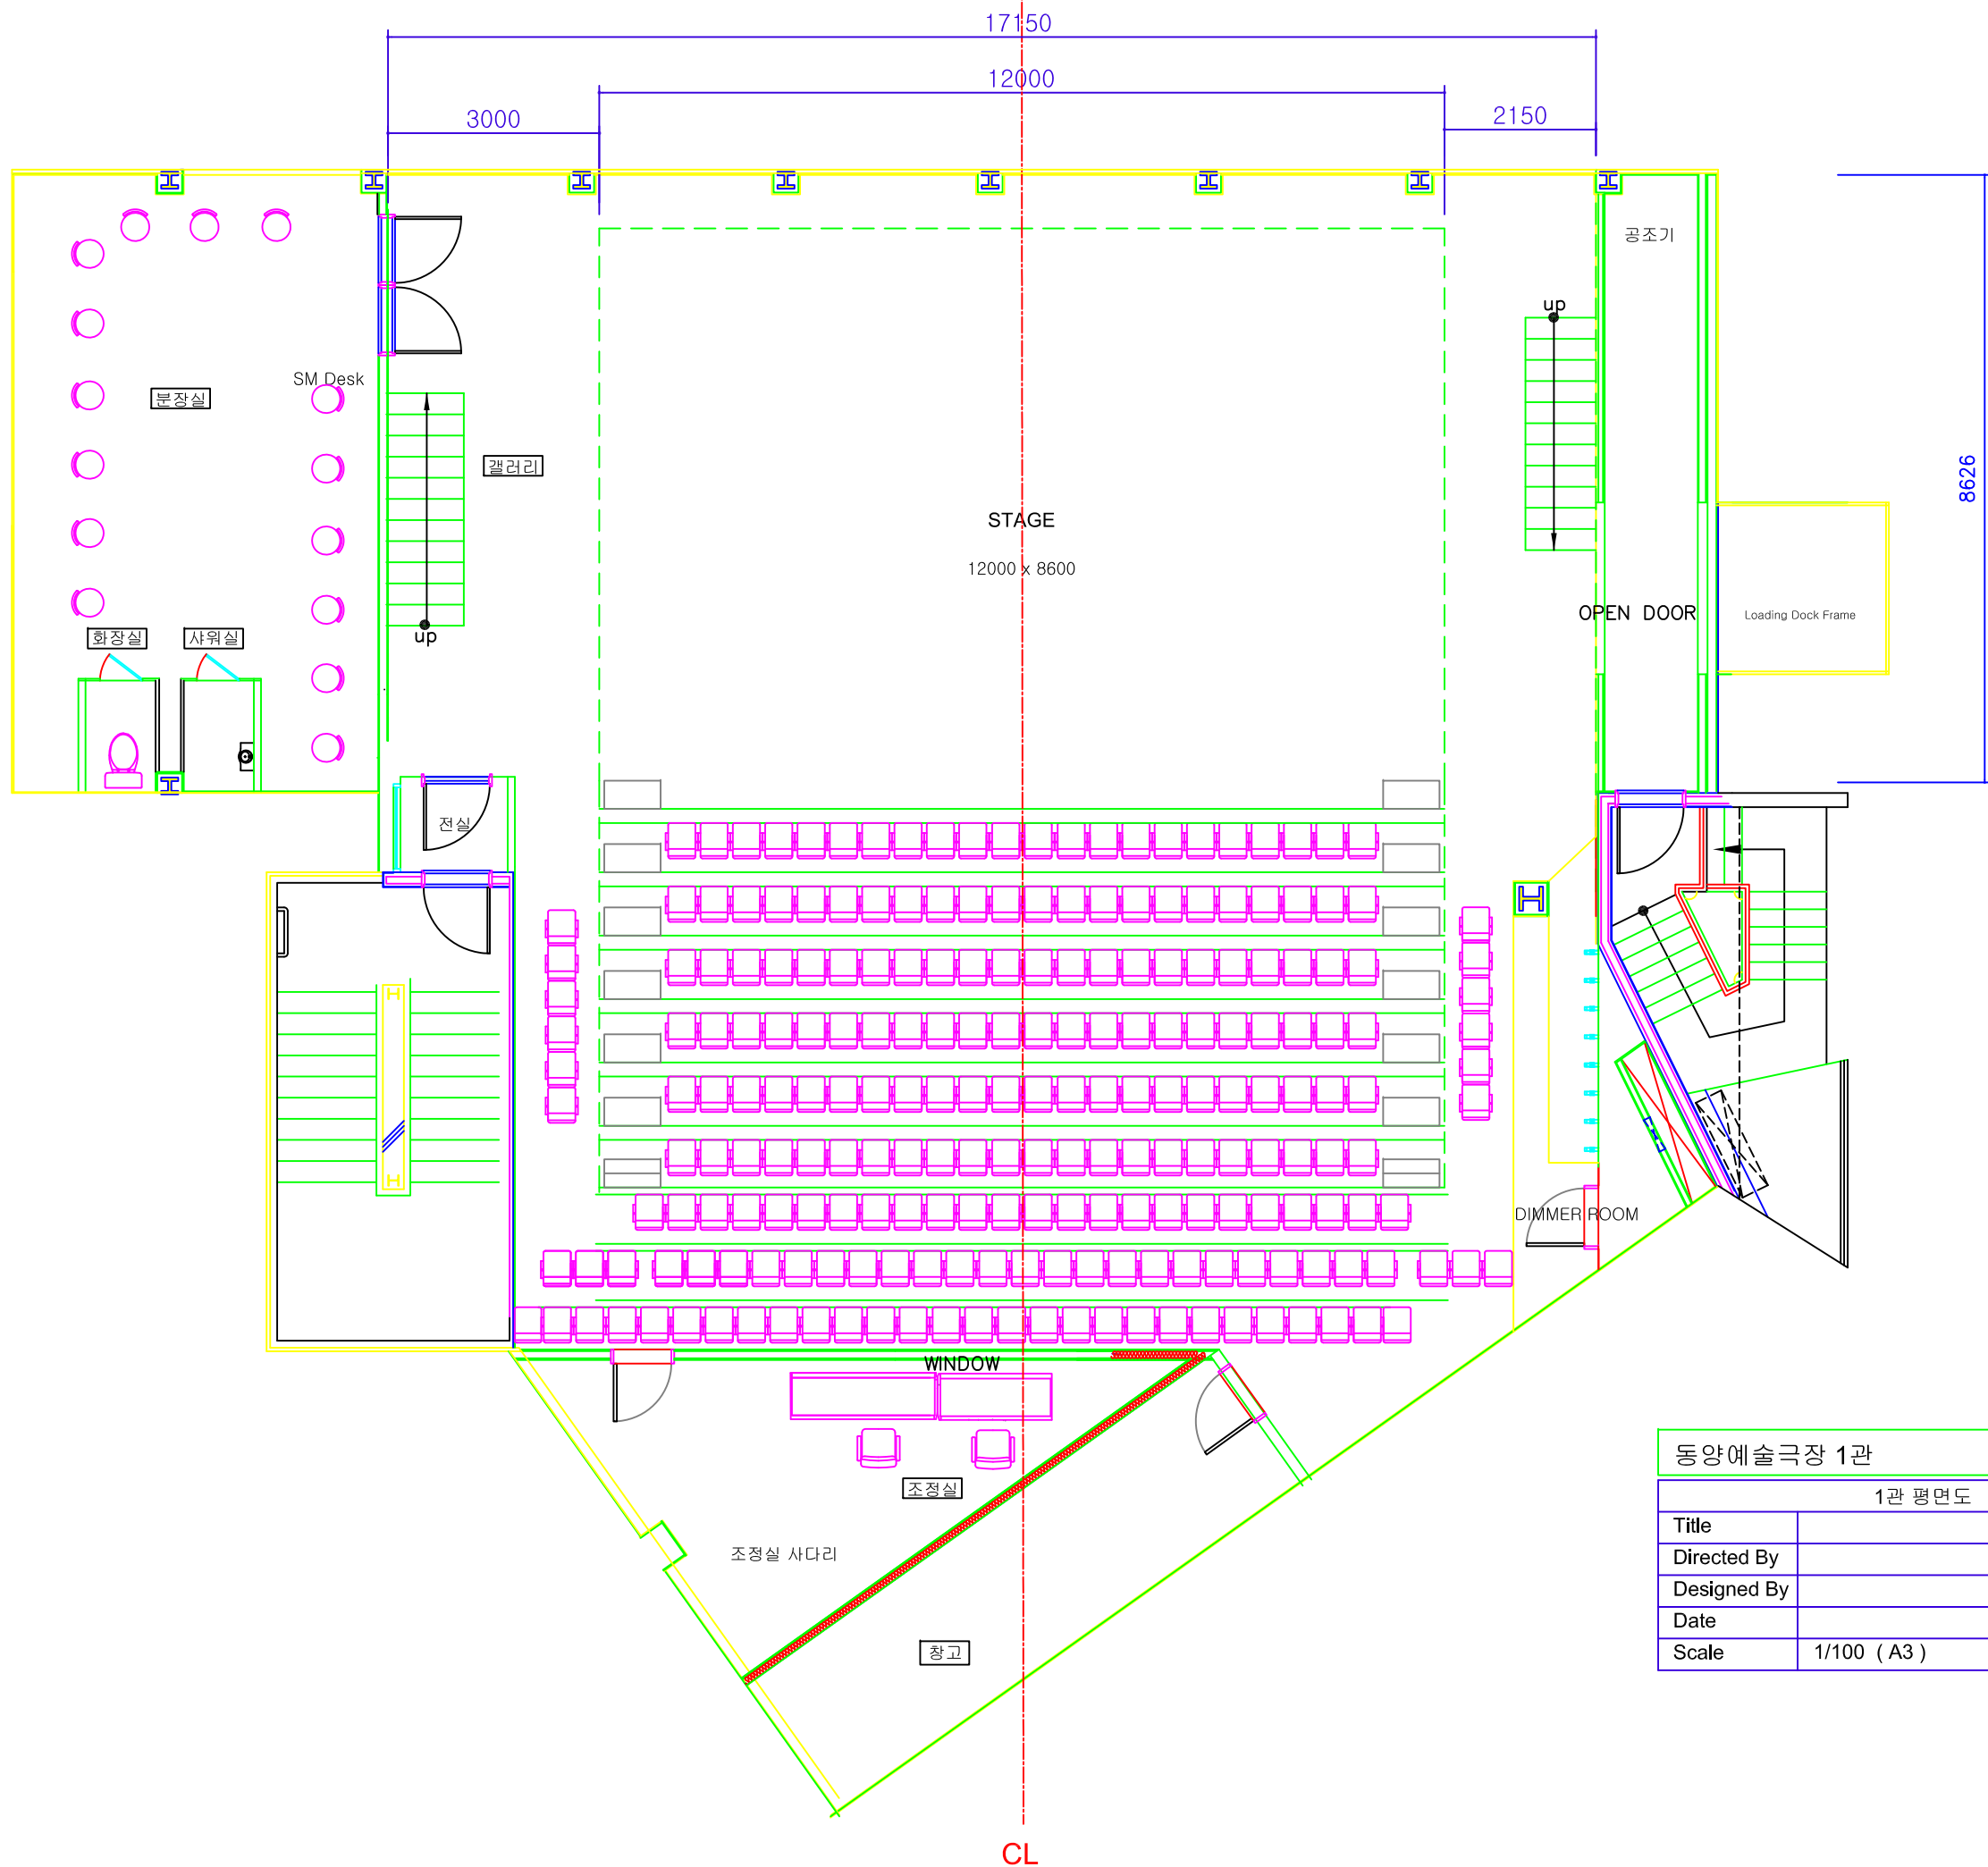 17150
12000
3000
2150
공조기
up
SM Desk
분장실
갤러리
8626
STAGE
12000 x 8600
OPEN DOOR
Loading Dock Frame
화장실
샤워실
up
전실
DIMMER ROOM
WINDOW
조정실
조정실 사다리
창고
CL
동양예술극장 1관
1관 평면도
Title
Directed By
Designed By
Date
Scale 1/100 ( A3 )